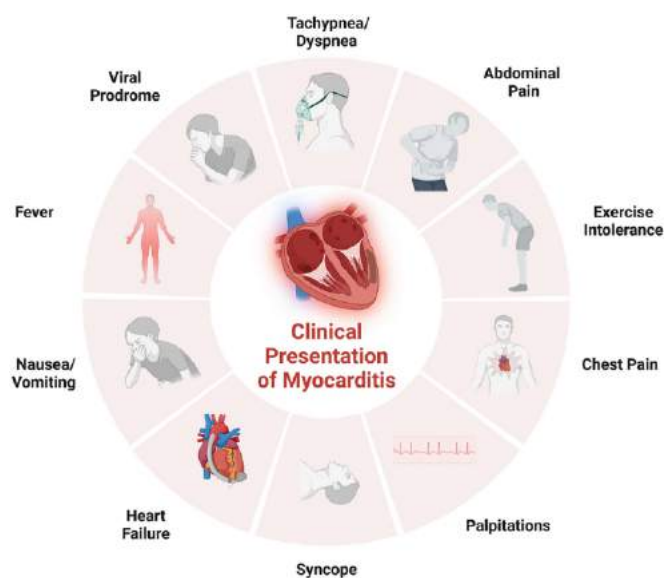 Tachypnea/
Dyspnea
Abdominal
Pain
Exercise
Intolerance
Chest Pain
Palpitations
Syncope
Heart
Failure
Nausea/
Vomiting
Fever
Viral
Prodrome
Clinical
Presentation
of Myocarditis